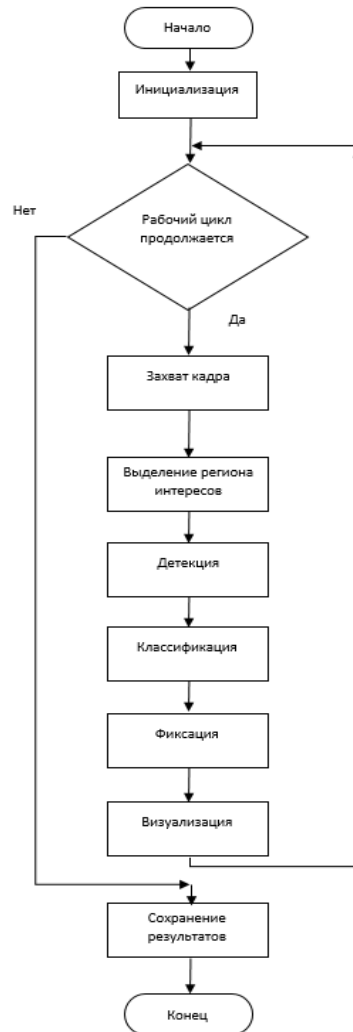 Начало
Инициализация
Нет
Рабочий цикл
продолжается
Да
Захват кадра
Выделение региона
интересов
Детекция
Классификация
Фиксация
Визуализация
Сохранение
результатов
Конец